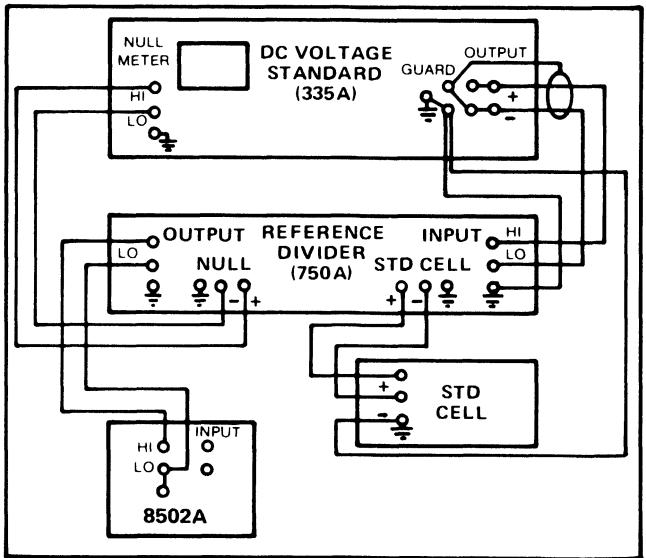 NULL
METER
HI
LO
DC VOLTAGE
STANDARD
(335A)
GUARD
OUTPUT
+
-
OUTPUT
LO
NULL
- +
REFERENCE
DIVIDER
(750A)
INPUT
HI
LO
STD CELL
+ -
+
-
STD
CELL
INPUT
HI
LO
8502A